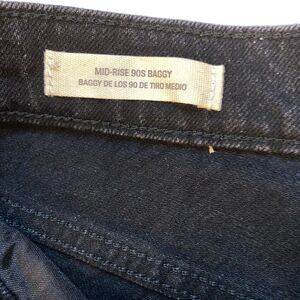 MID-RISE 90S BAGGY
BAGGY DE LOS 90 DE TIRO MEDIO